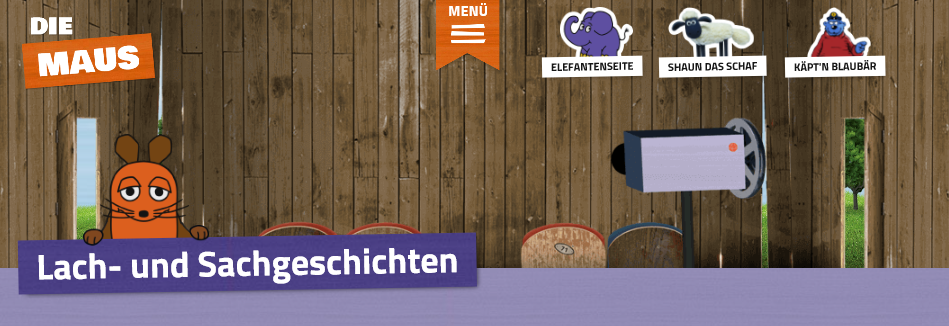 DIE
MAUS
MENÜ
ELEFANTENSEITE
SHAUN DAS SCHAF
KÄPT'N BLAUBÄR
Lach- und Sachgeschichten